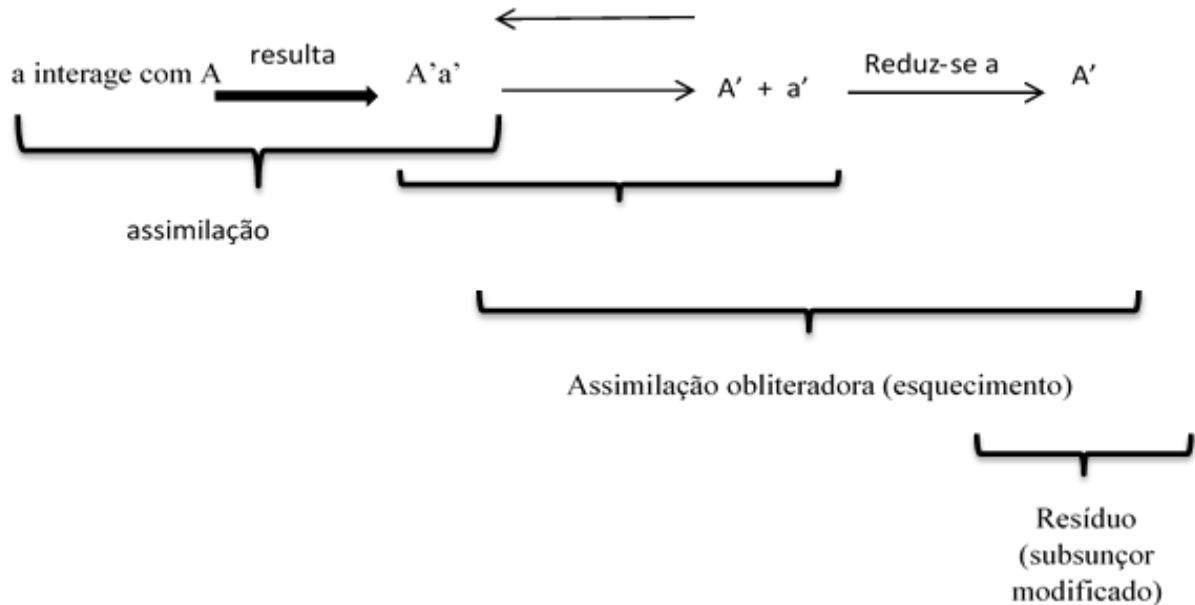 a interage com A
resulta
A’a’
A’ + a’
Reduz-se a
A’
assimilação
Assimilação obliteradora (esquecimento)
Resíduo
(subsunçor
modificado)